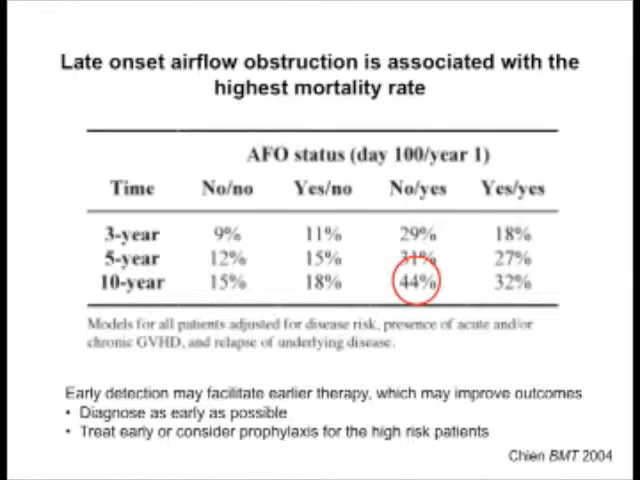 Late onset airflow obstruction is associated with the
highest mortality rate
AFO status (day 100/year 1)
Time No/no Yes/no No/yes Yes/yes
3-year 9% 11% 29% 18%
5-year 12% 15% 31% 27%
10-year 15% 18% 44% 32%
Models for all patients adjusted for disease risk, presence of acute and/or
chronic GVHD, and relapse of underlying disease.
Early detection may facilitate earlier therapy, which may improve outcomes
• Diagnose as early as possible
• Treat early or consider prophylaxis for the high risk patients
Chien BMT 2004